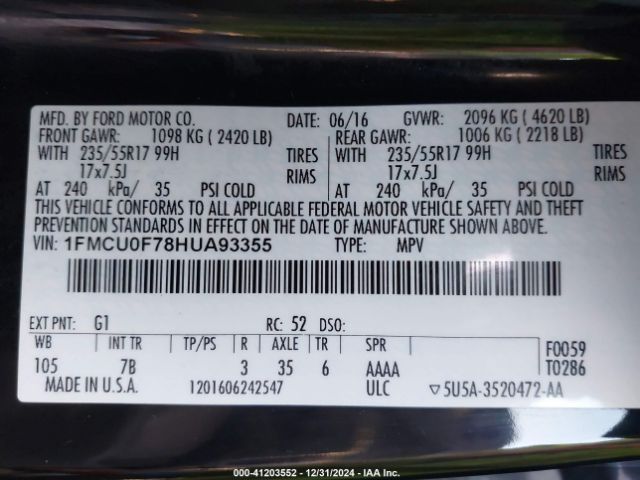 MFD. BY FORD MOTOR CO. DATE: 06/16 GVWR: 2096 KG (4620 LB)
FRONT GAWR: 1098 KG (2420 LB) REAR GAWR: 1006 KG (2218 LB)
WITH 235/55R17 99H TIRES WITH 235/55R17 99H TIRES
17x7.5J RIMS 17x7.5J RIMS
AT 240 kPa/ 35 PSI COLD AT 240 kPa/ 35 PSI COLD
THIS VEHICLE CONFORMS TO ALL APPLICABLE FEDERAL MOTOR VEHICLE SAFETY AND THEFT
PREVENTION STANDARDS IN EFFECT ON THE DATE OF MANUFACTURE SHOWN ABOVE.
VIN: 1FMCU0F78HUA93355 TYPE: MPV
EXT PNT: G1 RC: 52 DSO:
WB INT TR TP/PS R AXLE TR SPR F0059
105 7B 3 35 6 AAAA T0286
MADE IN U.S.A. 1201606242547 ULC ▽5U5A-3520472-AA
000-41203552 - 12/31/2024 - IAA Inc.